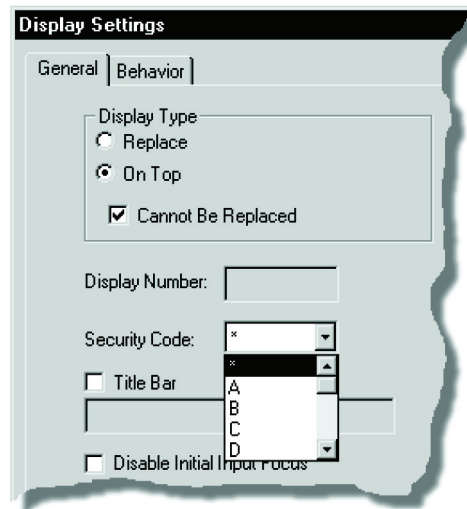 Display Settings
General Behavior
Display Type
Replace
On Top
Cannot Be Replaced
Display Number:
Security Code: *
*
Title Bar
A
B
C
D
Disable Initial Input Focus